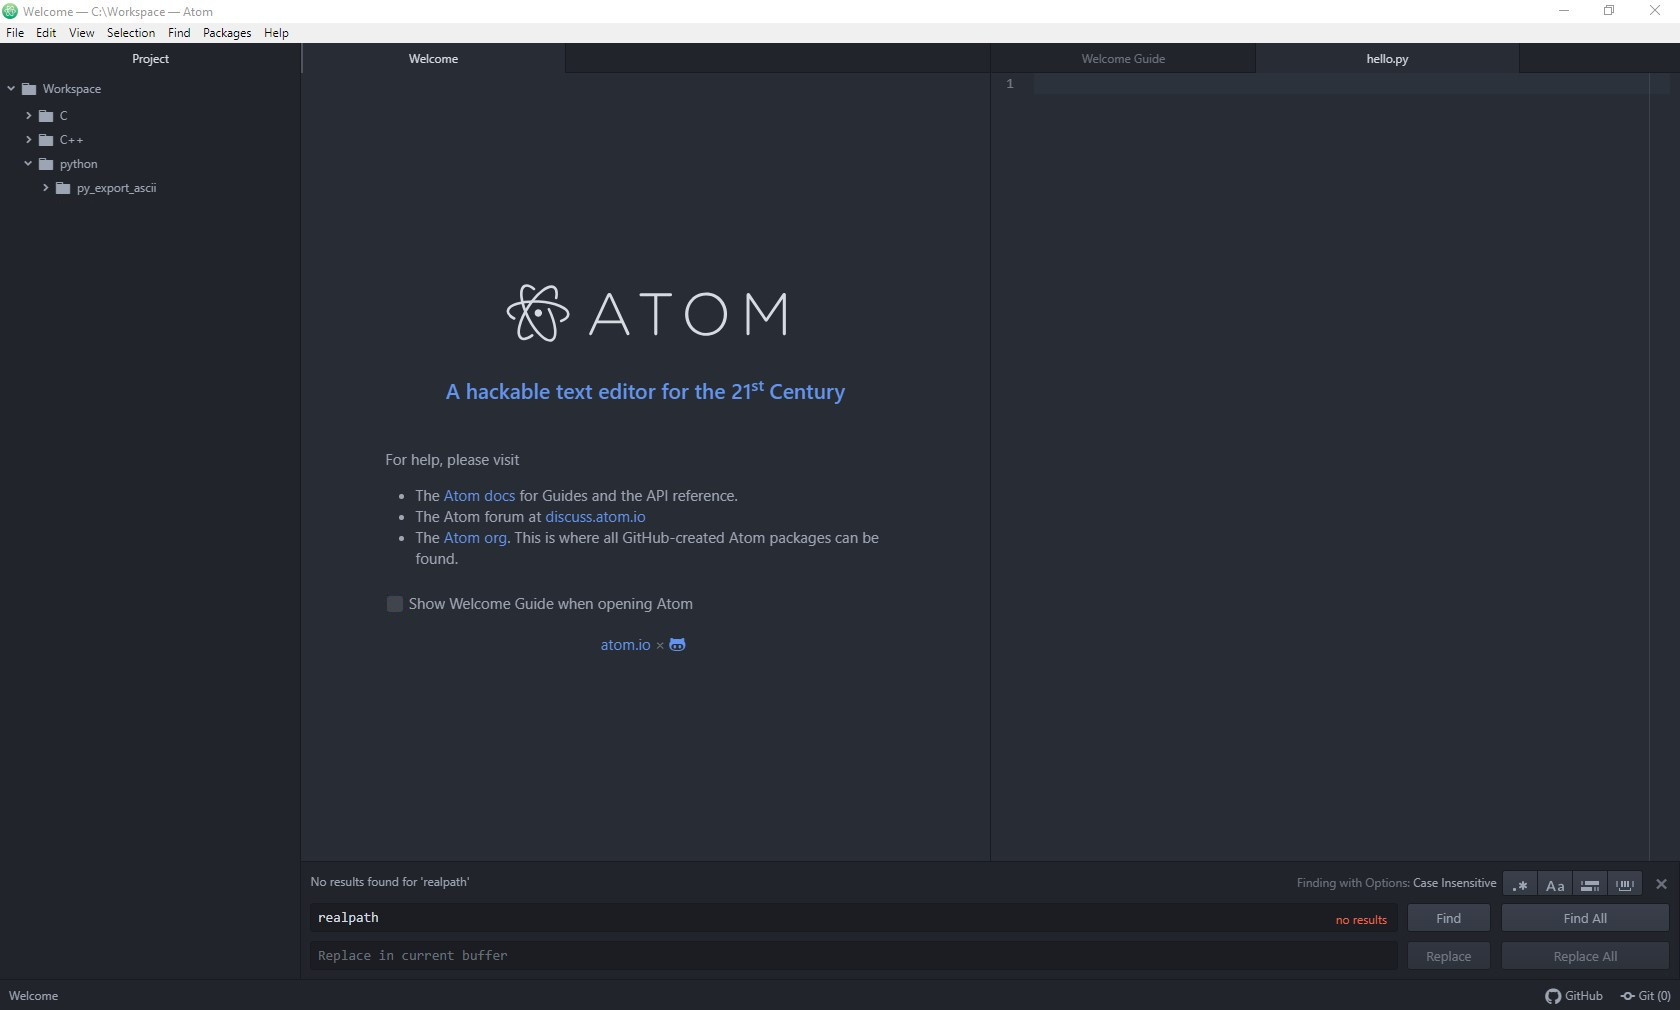 Welcome — C:\Workspace — Atom
File Edit View Selection Find Packages Help
Project
Welcome
Welcome Guide
hello.py
Workspace
C
C++
python
py_export_ascii
1
ATOM
A hackable text editor for the 21st Century
For help, please visit
• The Atom docs for Guides and the API reference.
• The Atom forum at discuss.atom.io
• The Atom org. This is where all GitHub-created Atom packages can be
found.
Show Welcome Guide when opening Atom
atom.io ×
No results found for 'realpath'
Finding with Options: Case Insensitive
.* Aa
realpath
no results
Find
Find All
Replace in current buffer
Replace
Replace All
Welcome
GitHub
Git (0)